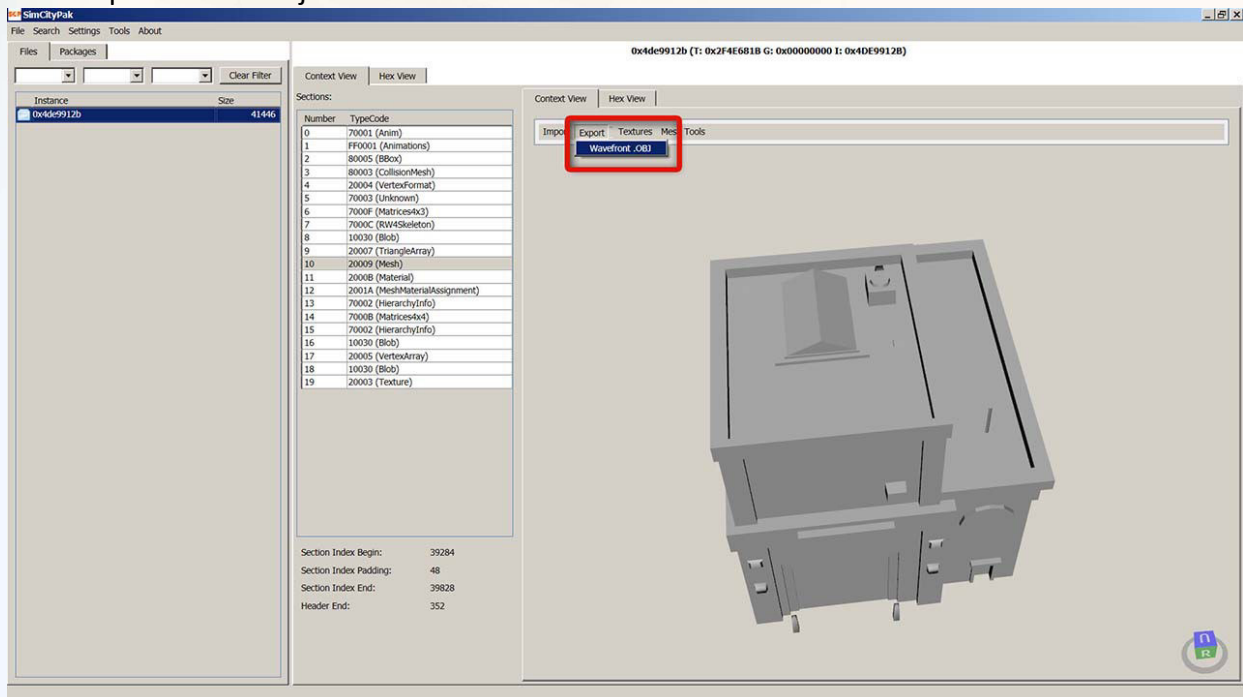 SimCityPak
File Search Settings Tools About
Files Packages
0x4de9912b (T: 0x2F4E681B G: 0x00000000 I: 0x4DE9912B)
Clear Filter
Instance Size
0x4de9912b 41446
Context View Hex View
Sections:
Number TypeCode
0 70001 (Anim)
1 FF0001 (Animations)
2 80005 (BBox)
3 80003 (CollisionMesh)
4 20004 (VertexFormat)
5 70003 (Unknown)
6 7000F (Matrices4x3)
7 7000C (RW4Skeleton)
8 10030 (Blob)
9 20007 (TriangleArray)
10 20009 (Mesh)
11 2000B (Material)
12 2001A (MeshMaterialAssignment)
13 70002 (HierarchyInfo)
14 7000B (Matrices4x4)
15 70002 (HierarchyInfo)
16 10030 (Blob)
17 20005 (VertexArray)
18 10030 (Blob)
19 20003 (Texture)
Section Index Begin: 39284
Section Index Padding: 48
Section Index End: 39828
Header End: 352
Context View Hex View
Impor Export Textures Mes Tools
Wavefront .OBJ
U
R